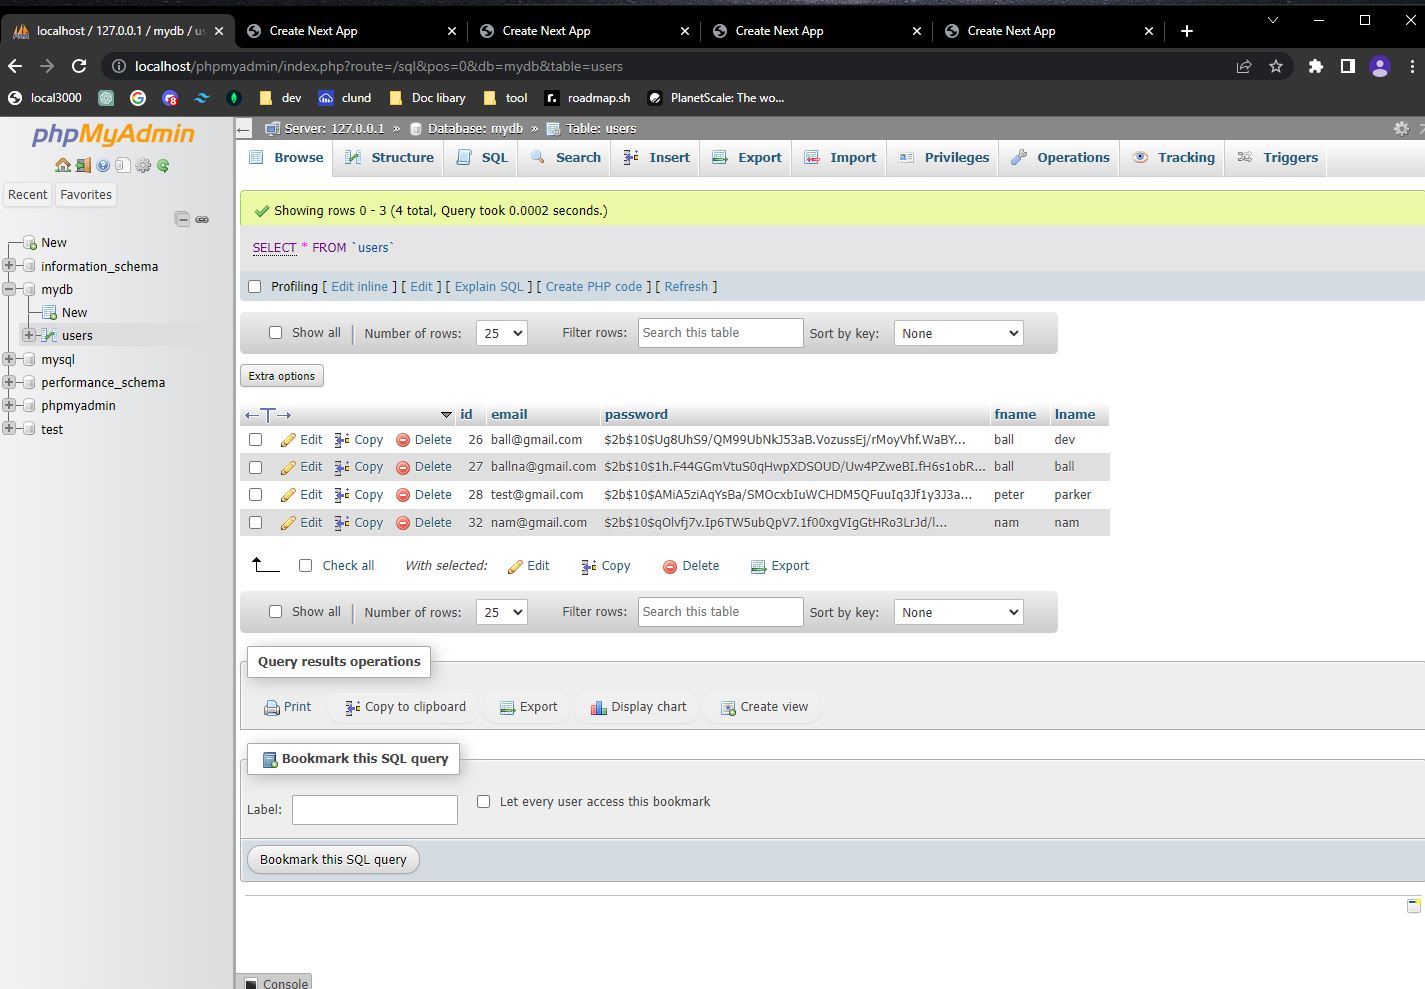 localhost / 127.0.0.1 / mydb / us
Create Next App
Create Next App
Create Next App
Create Next App
localhost/phpmyadmin/index.php?route=/sql&pos=0&db=mydb&table=users
local3000 dev clund Doc libary tool r. roadmap.sh PlanetScale: The wo...
phpMyAdmin
Recent Favorites
New
information_schema
mydb
New
users
mysql
performance_schema
phpmyadmin
test
Server: 127.0.0.1 » Database: mydb » Table: users
Browse Structure SQL Search Insert Export Import Privileges Operations Tracking Triggers
Showing rows 0 - 3 (4 total, Query took 0.0002 seconds.)
SELECT * FROM `users`
Profiling [ Edit inline ] [ Edit ] [ Explain SQL ] [ Create PHP code ] [ Refresh ]
Show all Number of rows: 25 Filter rows: Search this table Sort by key: None
Extra options
←T→ id email password fname lname
Edit Copy Delete 26 ball@gmail.com $2b$10$Ug8UhS9/QM99UbNkJ53aB.VozussEj/rMoyVhf.WaBY... ball dev
Edit Copy Delete 27 ballna@gmail.com $2b$10$1h.F44GGmVtuS0qHwpXDSOUD/Uw4PZweBI.fH6s1obR... ball ball
Edit Copy Delete 28 test@gmail.com $2b$10$AMiA5ziAqYsBa/SMOcxbIuWCHDM5QFuuIq3Jf1y3J3a... peter parker
Edit Copy Delete 32 nam@gmail.com $2b$10$qOlvfj7v.Ip6TW5ubQpV7.1f00xgVIgGtHRo3LrJd/l... nam nam
Check all With selected: Edit Copy Delete Export
Show all Number of rows: 25 Filter rows: Search this table Sort by key: None
Query results operations
Print Copy to clipboard Export Display chart Create view
Bookmark this SQL query
Label: Let every user access this bookmark
Bookmark this SQL query
Console